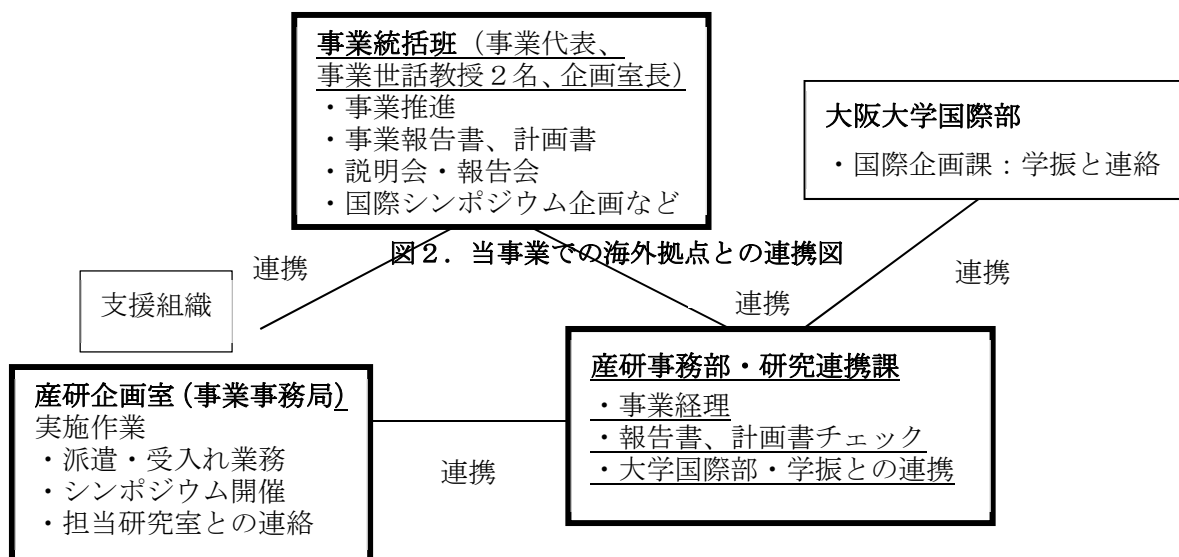 事業統括班（事業代表、
事業世話教授２名、企画室長）
・事業推進
・事業報告書、計画書
・説明会・報告会
・国際シンポジウム企画など
大阪大学国際部
・国際企画課：学振と連絡
図２．当事業での海外拠点との連携図
連携
連携
連携
支援組織
産研企画室（事業事務局）
実施作業
・派遣・受入れ業務
・シンポジウム開催
・担当研究室との連絡
連携
産研事務部・研究連携課
・事業経理
・報告書、計画書チェック
・大学国際部・学振との連携